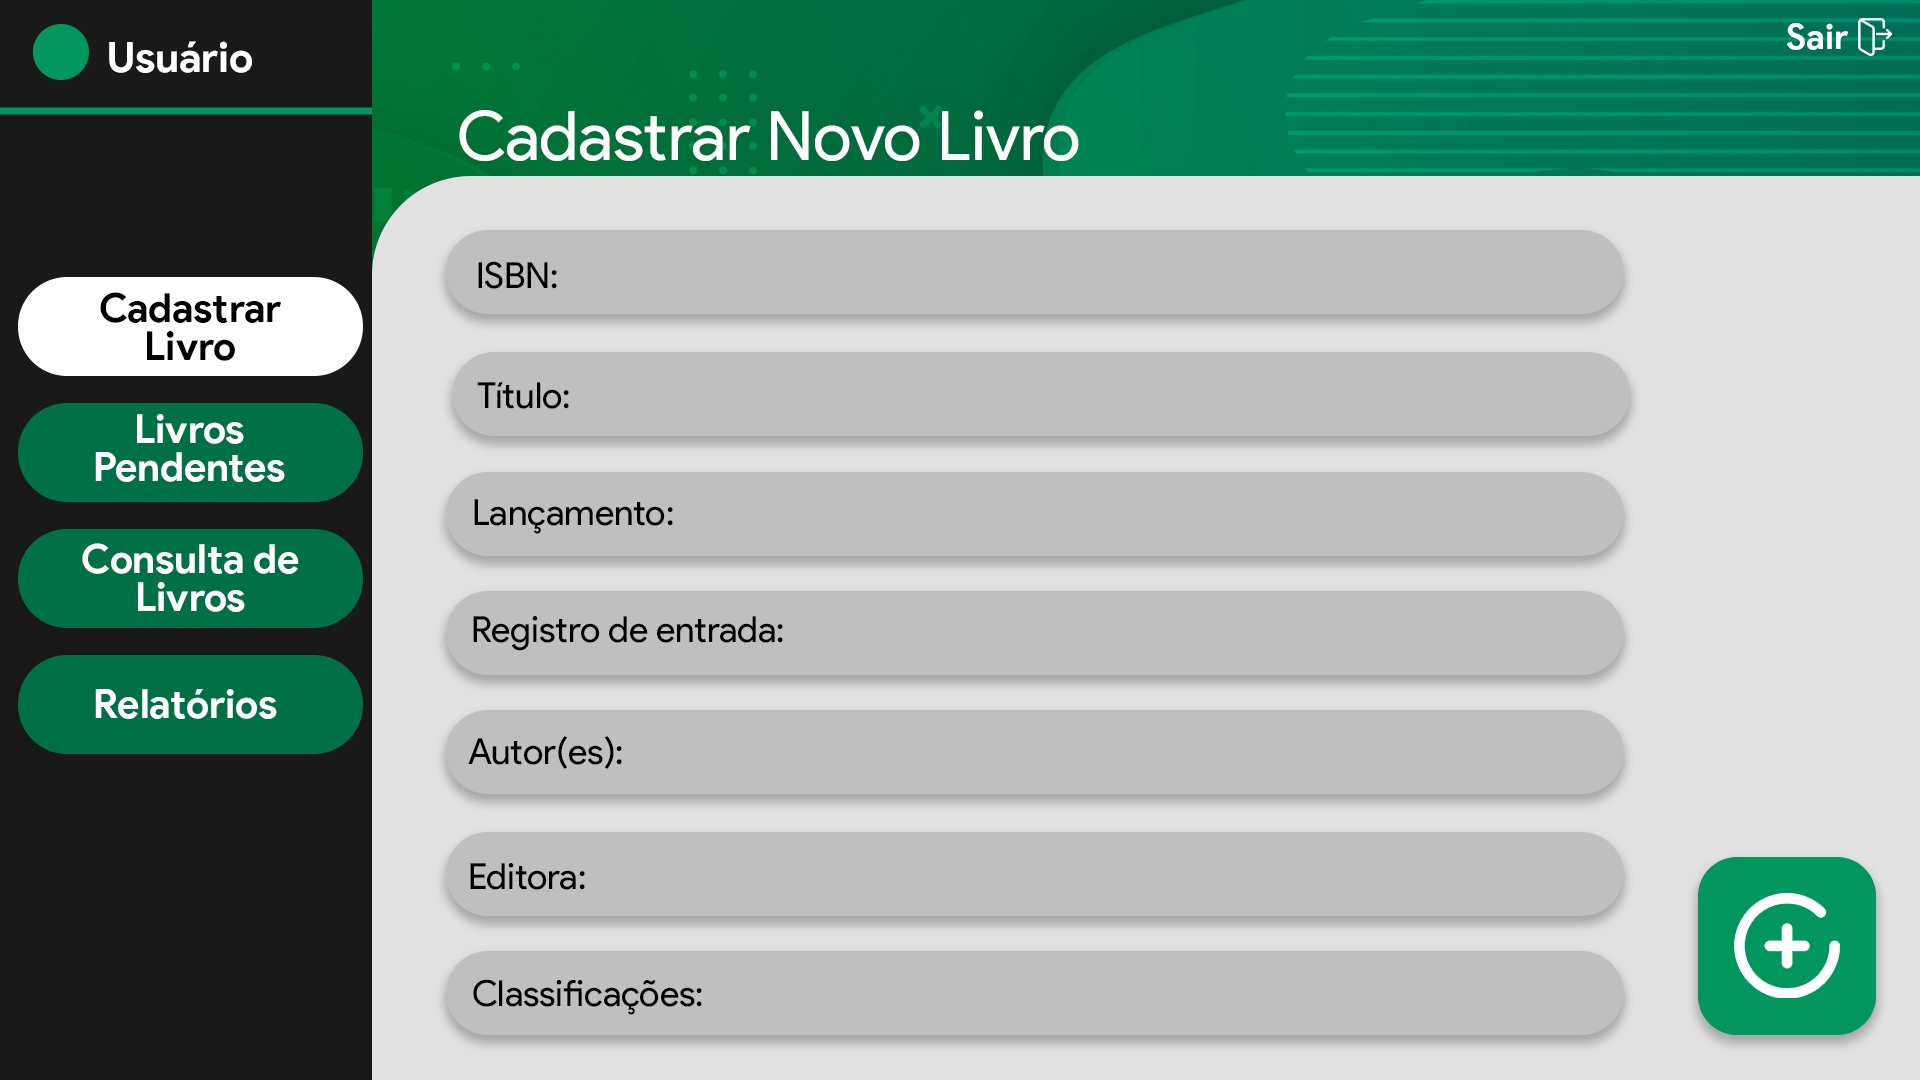 Usuário
Sair
Cadastrar Novo Livro
Cadastrar
Livro
Livros
Pendentes
Consulta de
Livros
Relatórios
ISBN:
Título:
Lançamento:
Registro de entrada:
Autor(es):
Editora:
Classificações: